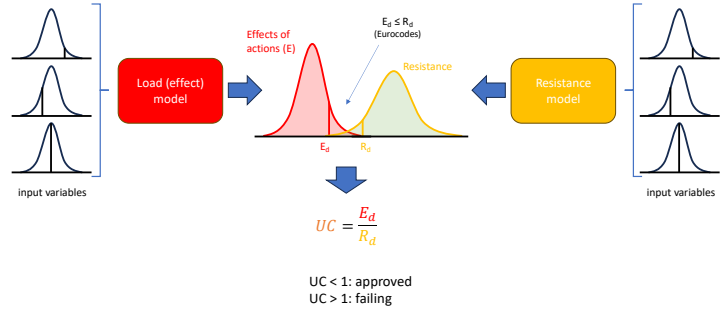 Effects of
actions (E)
E_d ≤ R_d
(Eurocodes)
Resistance
Load (effect)
model
Resistance
model
E_d
R_d
input variables
input variables
UC = E_d / R_d
UC < 1: approved
UC > 1: failing